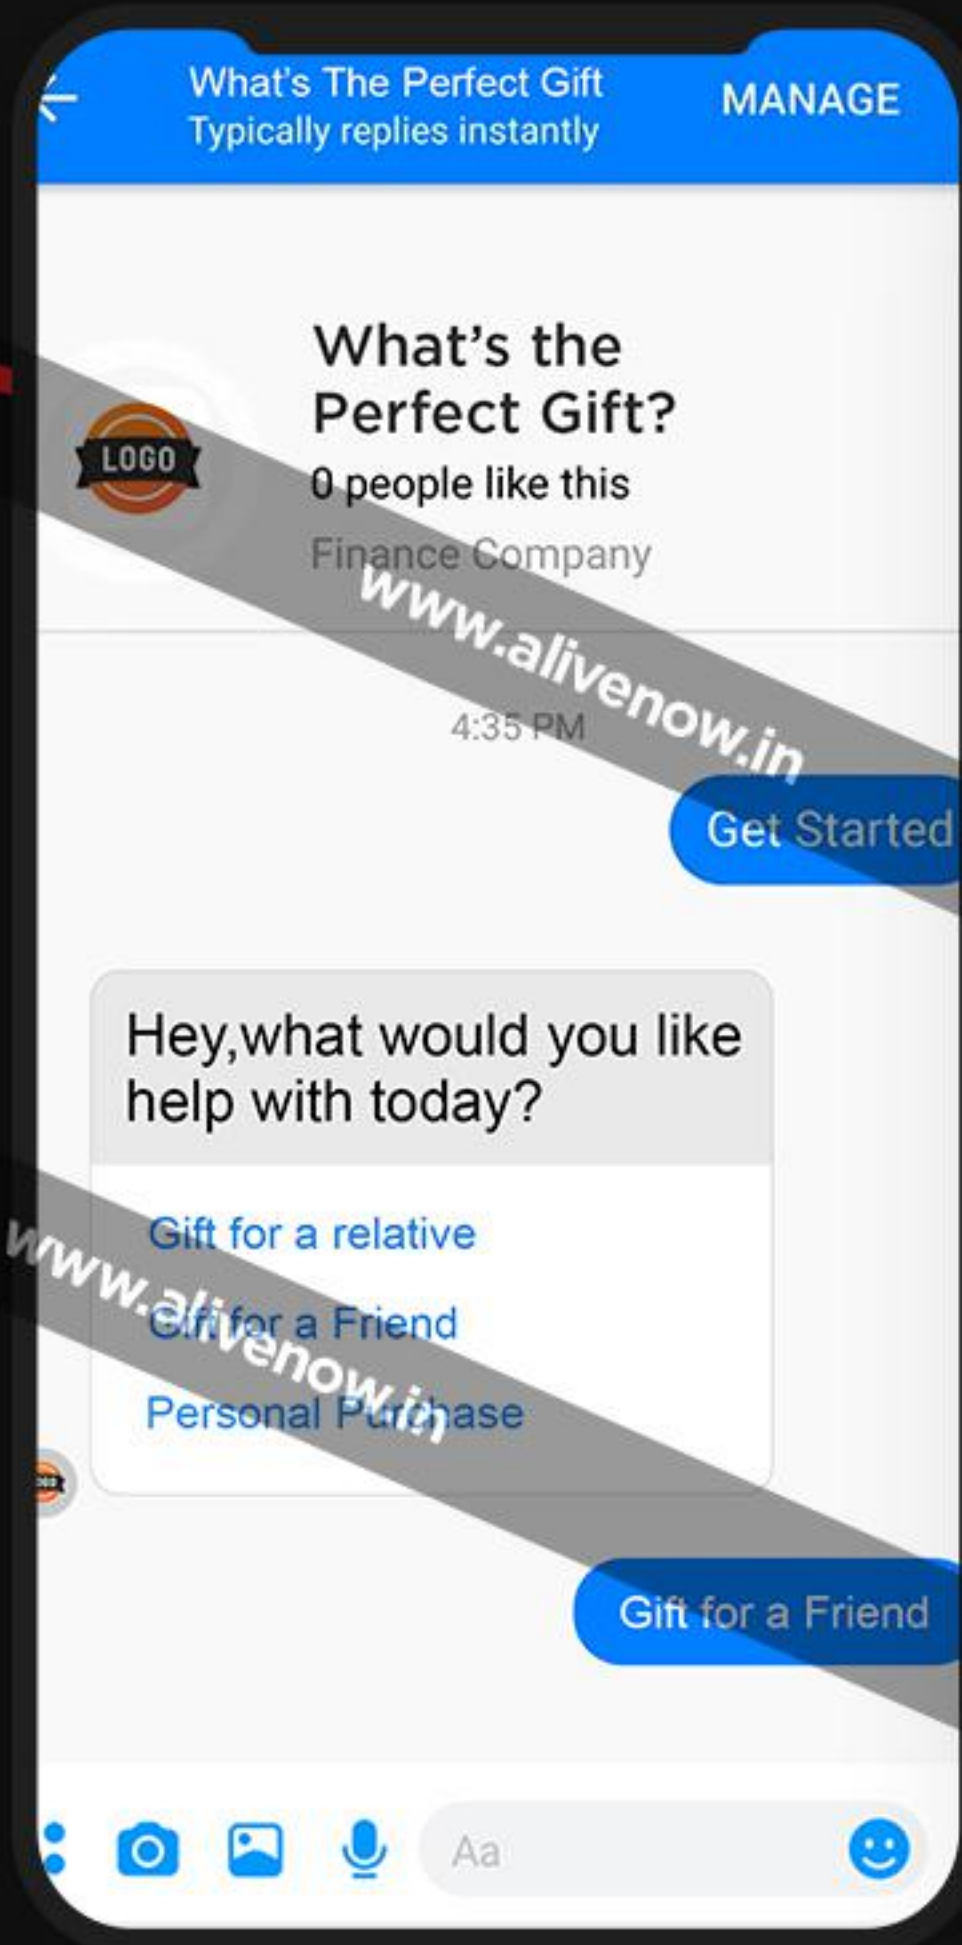 What's The Perfect Gift
Typically replies instantly
MANAGE
What's the
Perfect Gift?
LOGO
0 people like this
Finance Company
www.alivenow.in
4:35 PM
Get Started
Hey,what would you like
help with today?
Gift for a relative
www.alivenow.in
Gift for a Friend
Personal Purchase
Gift for a Friend
Aa